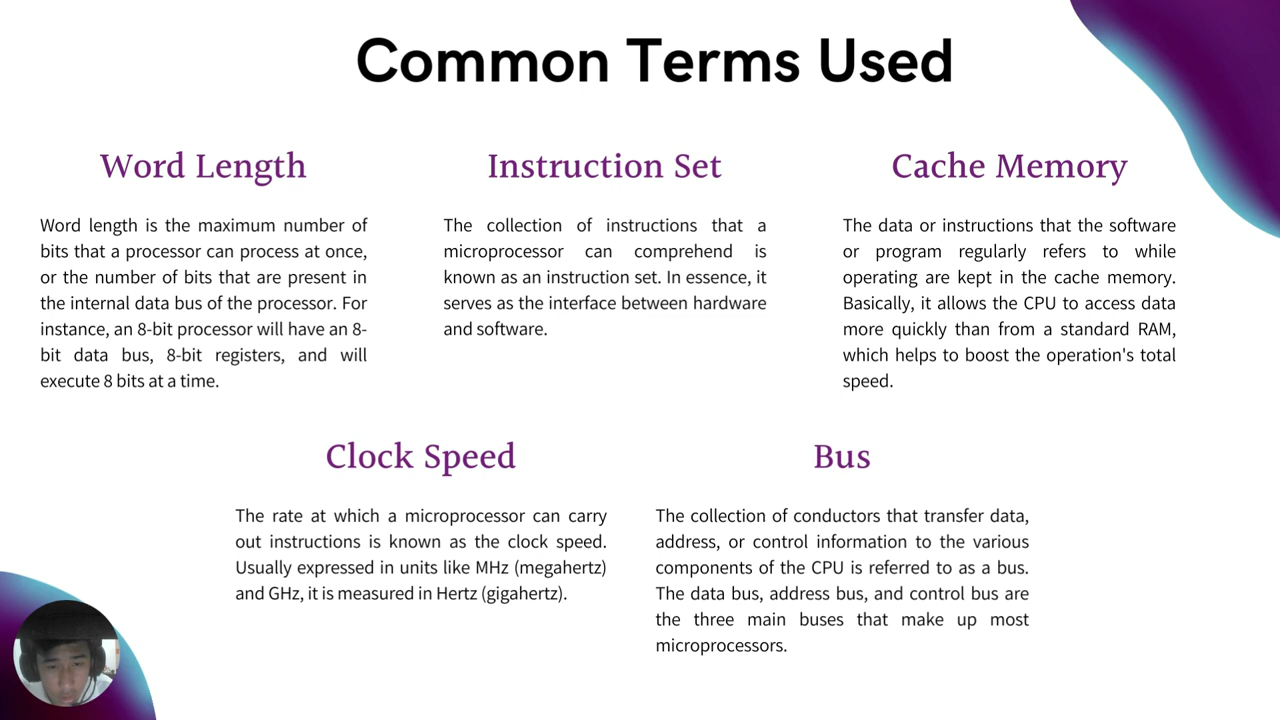 Common Terms Used
Word Length
Word length is the maximum number of
bits that a processor can process at once,
or the number of bits that are present in
the internal data bus of the processor. For
instance, an 8-bit processor will have an 8-
bit data bus, 8-bit registers, and will
execute 8 bits at a time.
Instruction Set
The collection of instructions that a
microprocessor can comprehend is
known as an instruction set. In essence, it
serves as the interface between hardware
and software.
Cache Memory
The data or instructions that the software
or program regularly refers to while
operating are kept in the cache memory.
Basically, it allows the CPU to access data
more quickly than from a standard RAM,
which helps to boost the operation's total
speed.
Clock Speed
The rate at which a microprocessor can carry
out instructions is known as the clock speed.
Usually expressed in units like MHz (megahertz)
and GHz, it is measured in Hertz (gigahertz).
Bus
The collection of conductors that transfer data,
address, or control information to the various
components of the CPU is referred to as a bus.
The data bus, address bus, and control bus are
the three main buses that make up most
microprocessors.